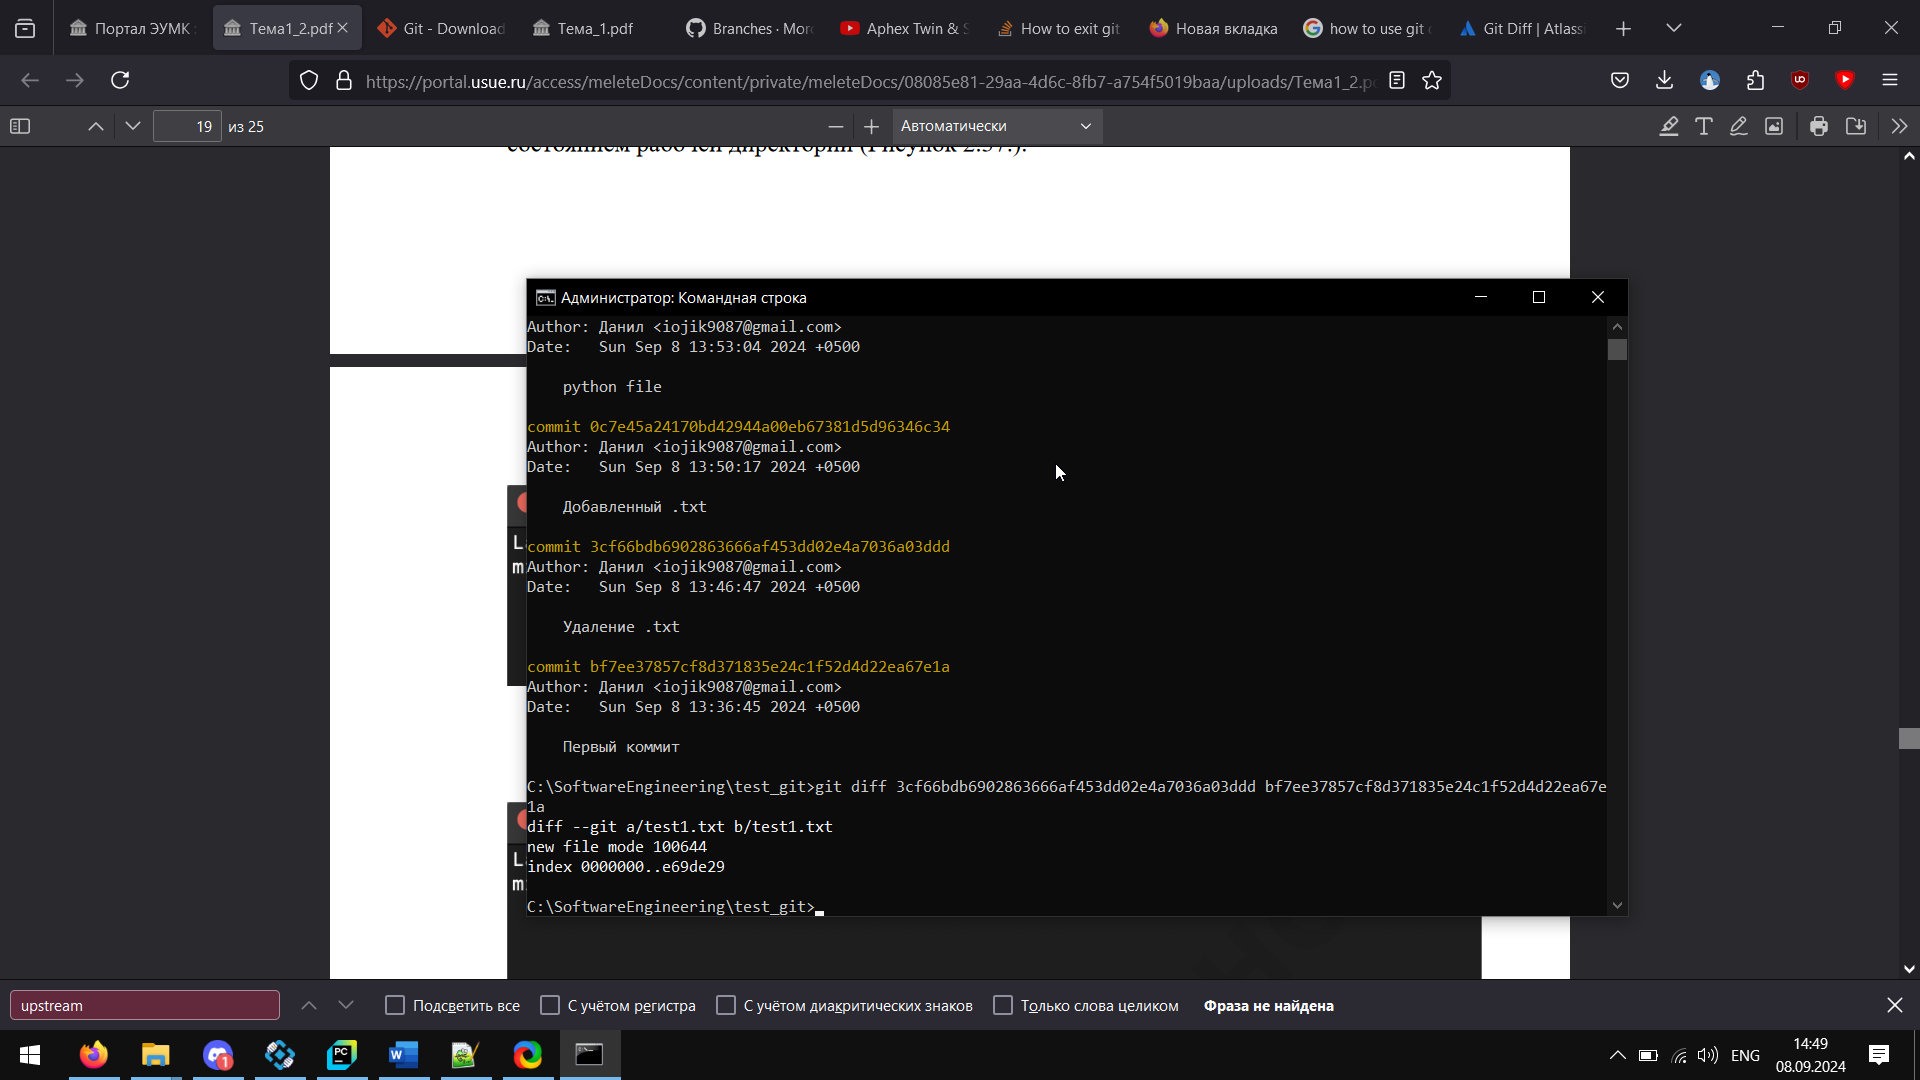 Портал ЭУМК
Тема1_2.pdf
Git - Download
Тема_1.pdf
Branches · Mor
Aphex Twin & S
How to exit git
Новая вкладка
how to use git
Git Diff | Atlassi
https://portal.usue.ru/access/meleteDocs/content/private/meleteDocs/08085e81-29aa-4d6c-8fb7-a754f5019baa/uploads/Тема1_2.p
19 из 25
Автоматически
состоянием рабочей директории (Рисунок 2.37.).
Администратор: Командная строка
Author: Данил <iojik9087@gmail.com>
Date:   Sun Sep 8 13:53:04 2024 +0500
python file
commit 0c7e45a24170bd42944a00eb67381d5d96346c34
Author: Данил <iojik9087@gmail.com>
Date:   Sun Sep 8 13:50:17 2024 +0500
Добавленный .txt
commit 3cf66bdb6902863666af453dd02e4a7036a03ddd
Author: Данил <iojik9087@gmail.com>
Date:   Sun Sep 8 13:46:47 2024 +0500
Удаление .txt
commit bf7ee37857cf8d371835e24c1f52d4d22ea67e1a
Author: Данил <iojik9087@gmail.com>
Date:   Sun Sep 8 13:36:45 2024 +0500
Первый коммит
C:\SoftwareEngineering\test_git>git diff 3cf66bdb6902863666af453dd02e4a7036a03ddd bf7ee37857cf8d371835e24c1f52d4d22ea67e
1a
diff --git a/test1.txt b/test1.txt
new file mode 100644
index 0000000..e69de29
C:\SoftwareEngineering\test_git>
upstream
Подсветить все
С учётом регистра
С учётом диакритических знаков
Только слова целиком
Фраза не найдена
ENG
14:49
08.09.2024